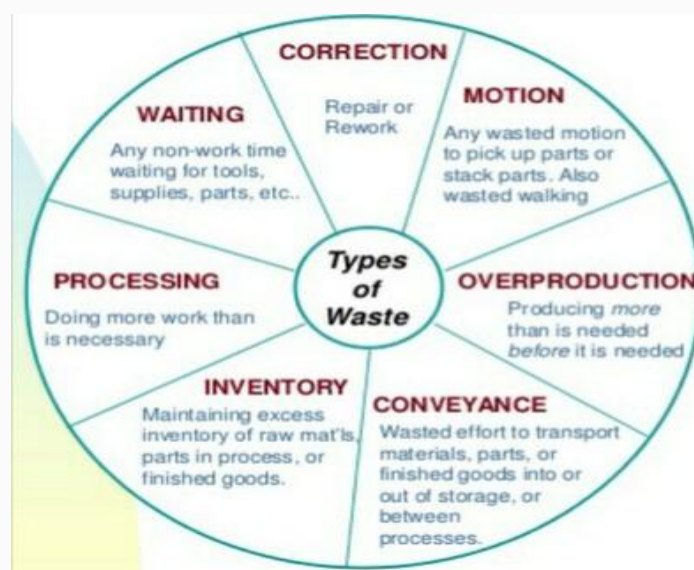 CORRECTION
Repair or
Rework
MOTION
Any wasted motion
to pick up parts or
stack parts. Also
wasted walking
OVERPRODUCTION
Producing more
than is needed
before it is needed
CONVEYANCE
Wasted effort to transport
materials, parts, or
finished goods into or
out of storage, or
between
processes.
INVENTORY
Maintaining excess
inventory of raw mat'ls,
parts in process, or
finished goods.
PROCESSING
Doing more work than
is necessary
WAITING
Any non-work time
waiting for tools,
supplies, parts, etc..
Types
of
Waste